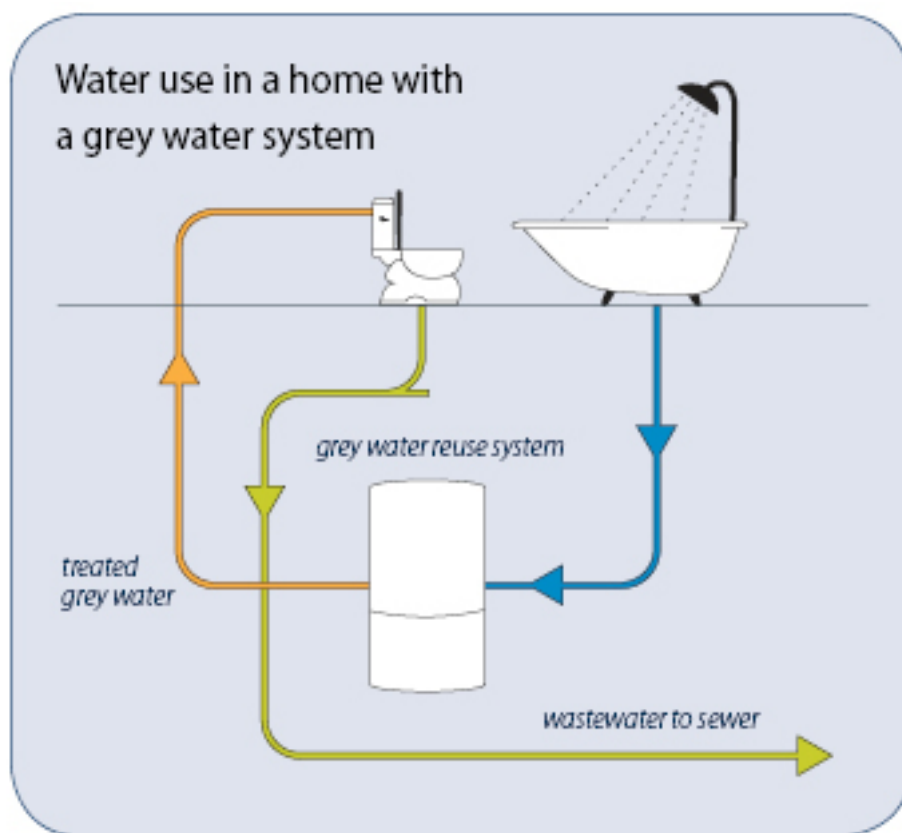 Water use in a home with
a grey water system
grey water reuse system
treated
grey water
wastewater to sewer